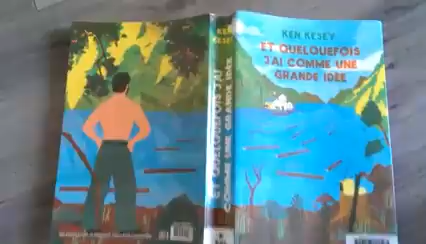 KEN KESEY
ET QUELQUEFOIS
J'AI COMME UNE
GRANDE IDÉE
KEN
KESEY
ET QUELQUEFOIS J'AI
COMME UNE GRANDE IDÉE